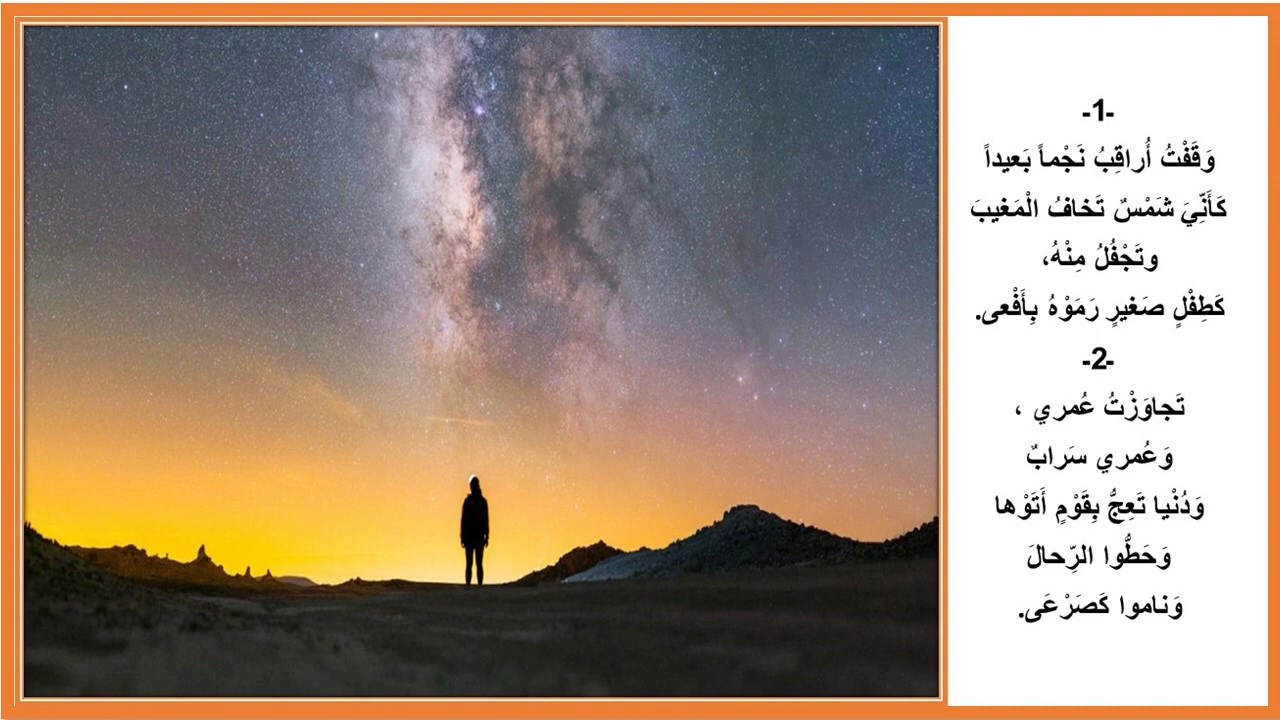 -1-
وَقَفْتُ أُراقِبُ نَجْماً بَعيداً
كَأَنِّيَ شَمْسٌ تَخافُ الْمَغيبَ
وتَجْفُلُ مِنْهُ،
كَطِفْلٍ صَغيرٍ رَمَوْهُ بِأَفْعى.
-2-
تَجاوَزْتُ عُمري ،
وَعُمري سَرابٌ
وَدُنْيا تَعِجُّ بِقَوْمٍ أَتَوْها
وَحَطُّوا الرِّحالَ
وَناموا كَصَرْعَى.